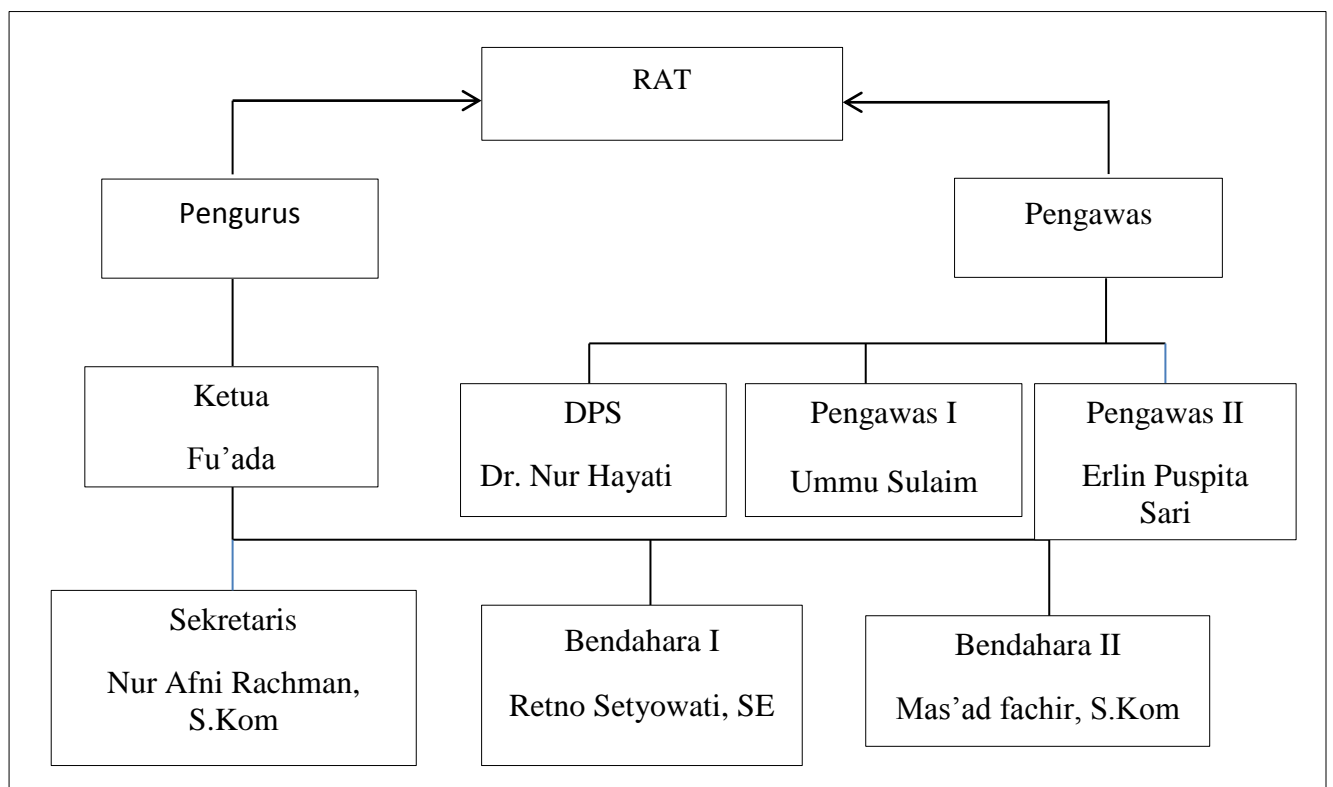 RAT
Pengurus
Pengawas
Ketua
Fu’ada
DPS
Dr. Nur Hayati
Pengawas I
Ummu Sulaim
Pengawas II
Erlin Puspita
Sari
Sekretaris
Nur Afni Rachman,
S.Kom
Bendahara I
Retno Setyowati, SE
Bendahara II
Mas’ad fachir, S.Kom